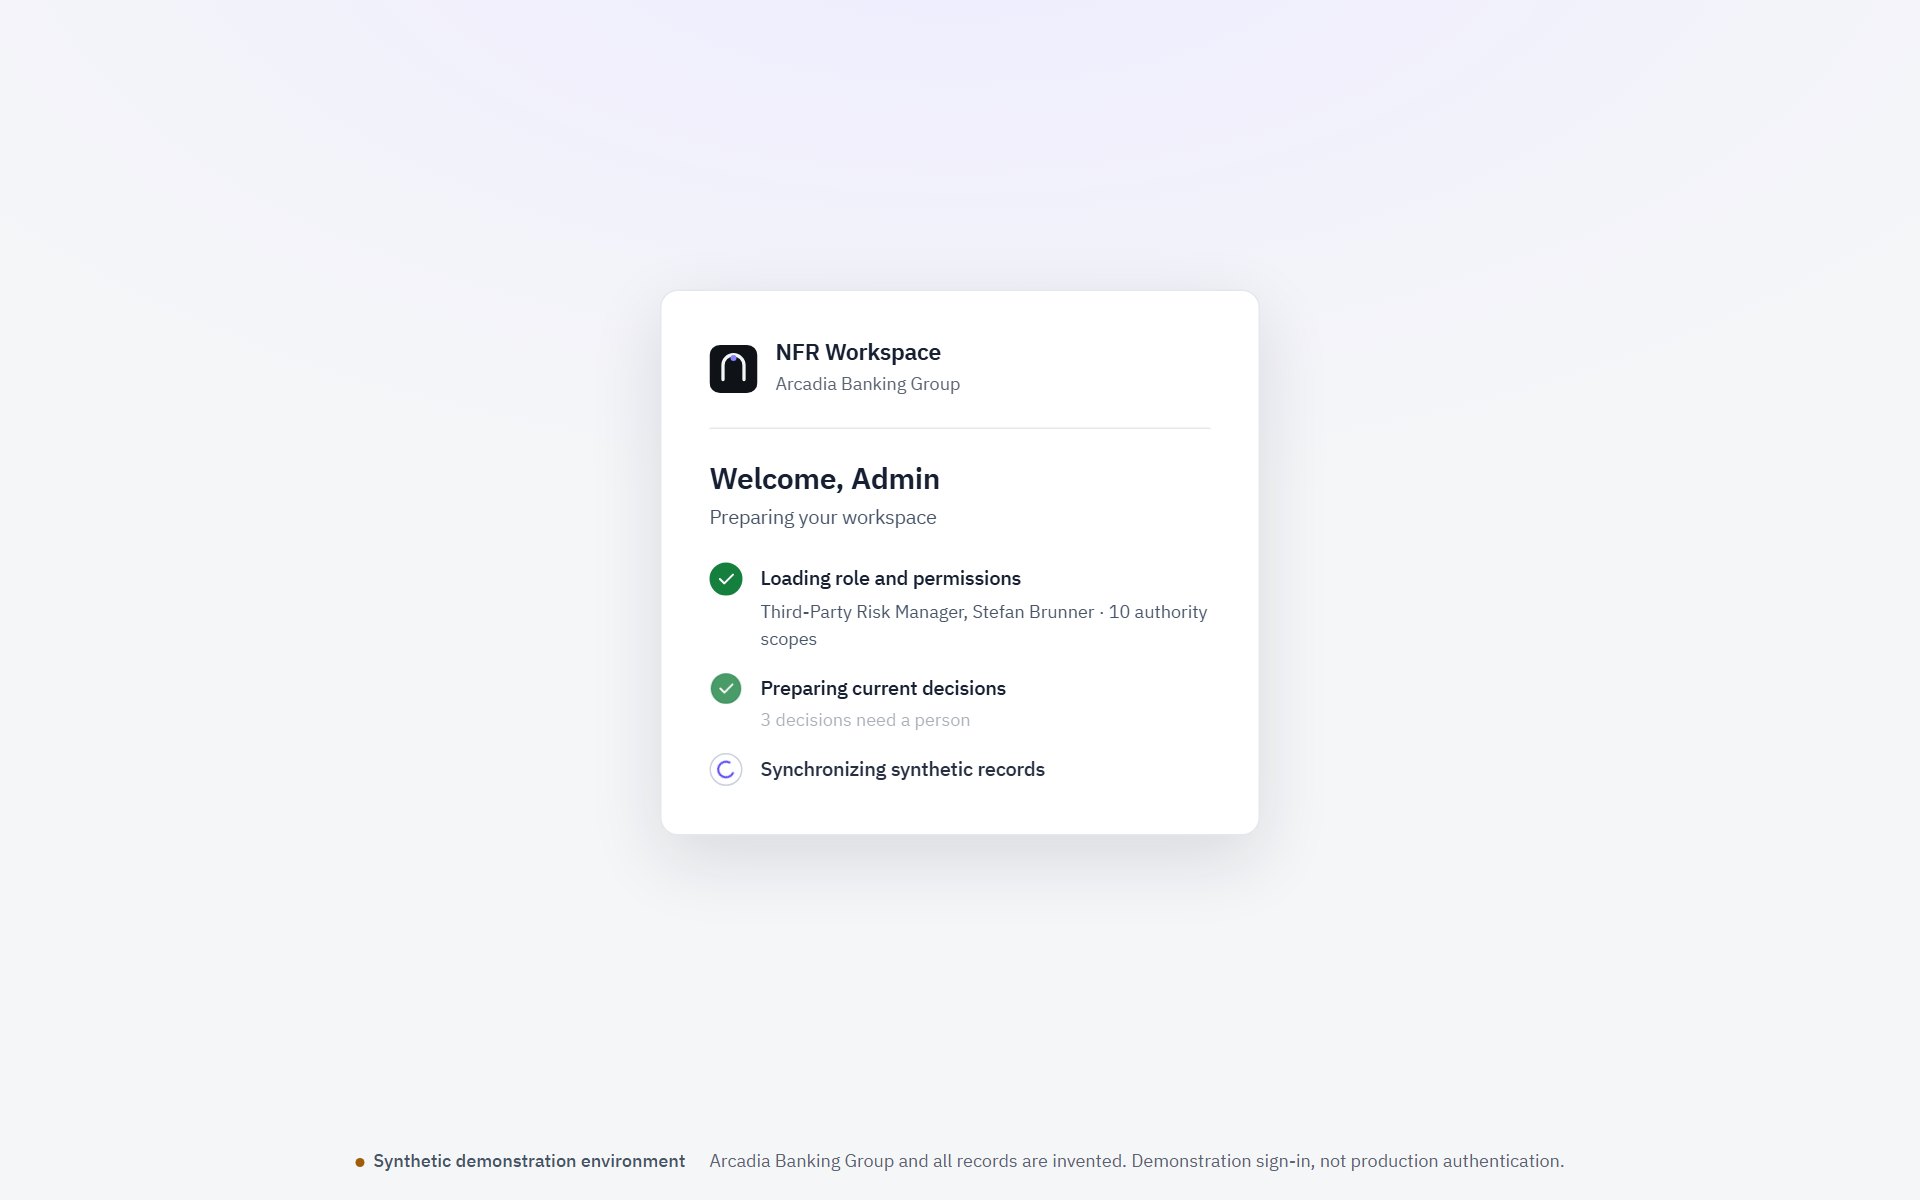 NFR Workspace
Arcadia Banking Group
Welcome, Admin
Preparing your workspace
Loading role and permissions
Third-Party Risk Manager, Stefan Brunner · 10 authority
scopes
Preparing current decisions
3 decisions need a person
Synchronizing synthetic records
Synthetic demonstration environment
Arcadia Banking Group and all records are invented. Demonstration sign-in, not production authentication.